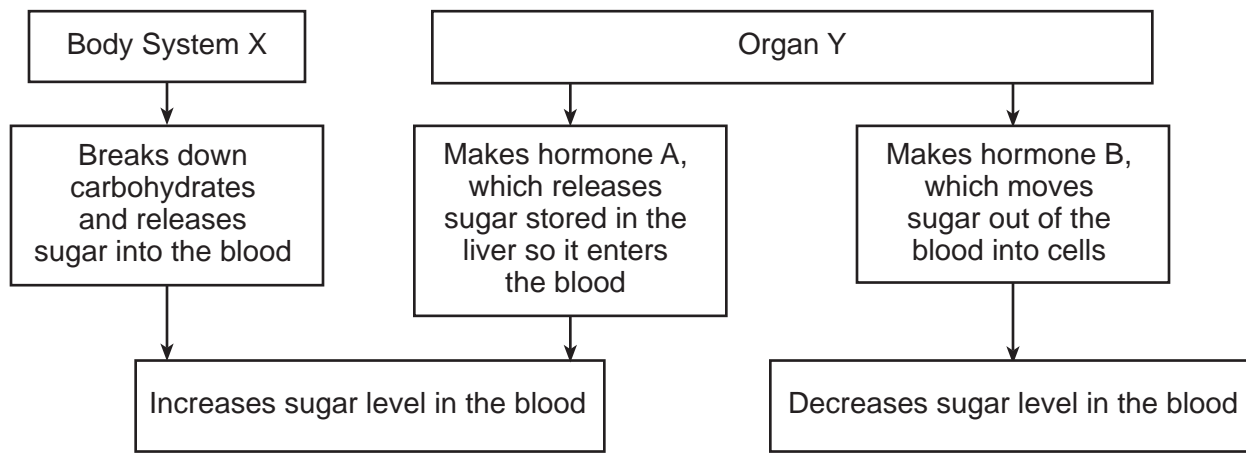 Body System X
Organ Y
Breaks down
carbohydrates
and releases
sugar into the blood
Makes hormone A,
which releases
sugar stored in the
liver so it enters
the blood
Makes hormone B,
which moves
sugar out of the
blood into cells
Increases sugar level in the blood
Decreases sugar level in the blood